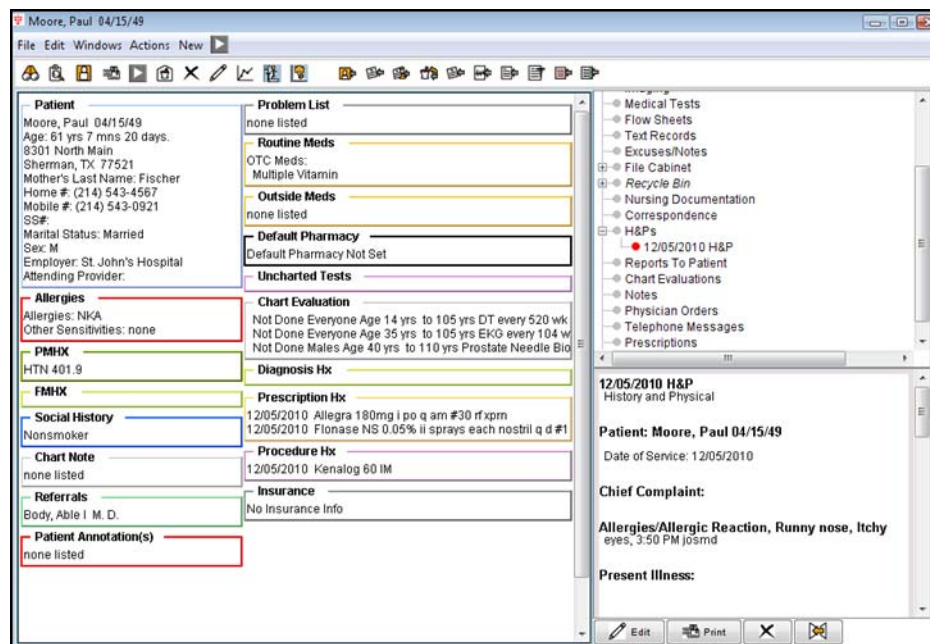 Moore, Paul 04/15/49
File Edit Windows Actions New
Patient
Moore, Paul 04/15/49
Age: 61 yrs 7 mns 20 days.
8301 North Main
Sherman, TX 77521
Mother's Last Name: Fischer
Home #: (214) 543-4567
Mobile #: (214) 543-0921
SS#:
Marital Status: Married
Sex: M
Employer: St. John's Hospital
Attending Provider:
Allergies
Allergies: NKA
Other Sensitivities: none
PMHX
HTN 401.9
FMHX
Social History
Nonsmoker
Chart Note
none listed
Referrals
Body, Able I M. D.
Patient Annotation(s)
none listed
Problem List
none listed
Routine Meds
OTC Meds:
Multiple Vitamin
Outside Meds
none listed
Default Pharmacy
Default Pharmacy Not Set
Uncharted Tests
Chart Evaluation
Not Done Everyone Age 14 yrs to 105 yrs DT every 520 wk
Not Done Everyone Age 35 yrs to 105 yrs EKG every 104 w
Not Done Males Age 40 yrs to 110 yrs Prostate Needle Bio
Diagnosis Hx
Prescription Hx
12/05/2010 Allegra 180mg i po q am #30 rfxprn
12/05/2010 Flonase NS 0.05% ii sprays each nostril q d #1
Procedure Hx
12/05/2010 Kenalog 60 IM
Insurance
No Insurance Info
Imaging
Medical Tests
Flow Sheets
Text Records
Excuses/Notes
File Cabinet
Recycle Bin
Nursing Documentation
Correspondence
H&Ps
12/05/2010 H&P
Reports To Patient
Chart Evaluations
Notes
Physician Orders
Telephone Messages
Prescriptions
12/05/2010 H&P
History and Physical
Patient: Moore, Paul 04/15/49
Date of Service: 12/05/2010
Chief Complaint:
Allergies/Allergic Reaction, Runny nose, Itchy
eyes, 3:50 PM josmd
Present Illness:
Edit
Print